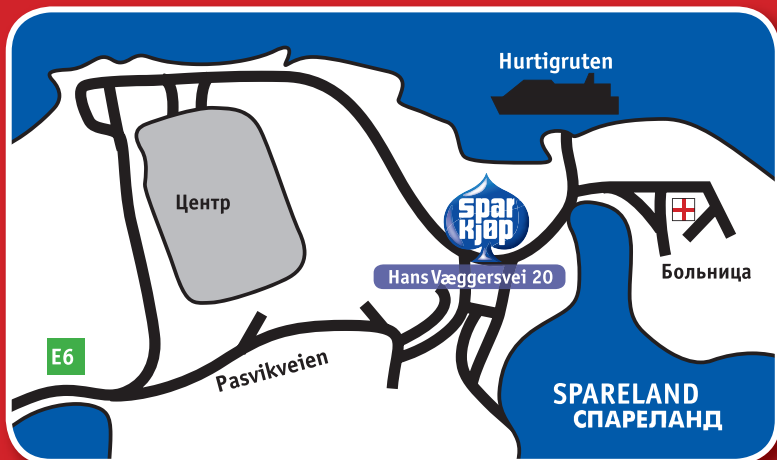 Hurtigruten
Центр
spar
kjøp
Hans Væggersvei 20
Больница
E6
Pasvikveien
SPARELAND
СПАРЕЛАНД